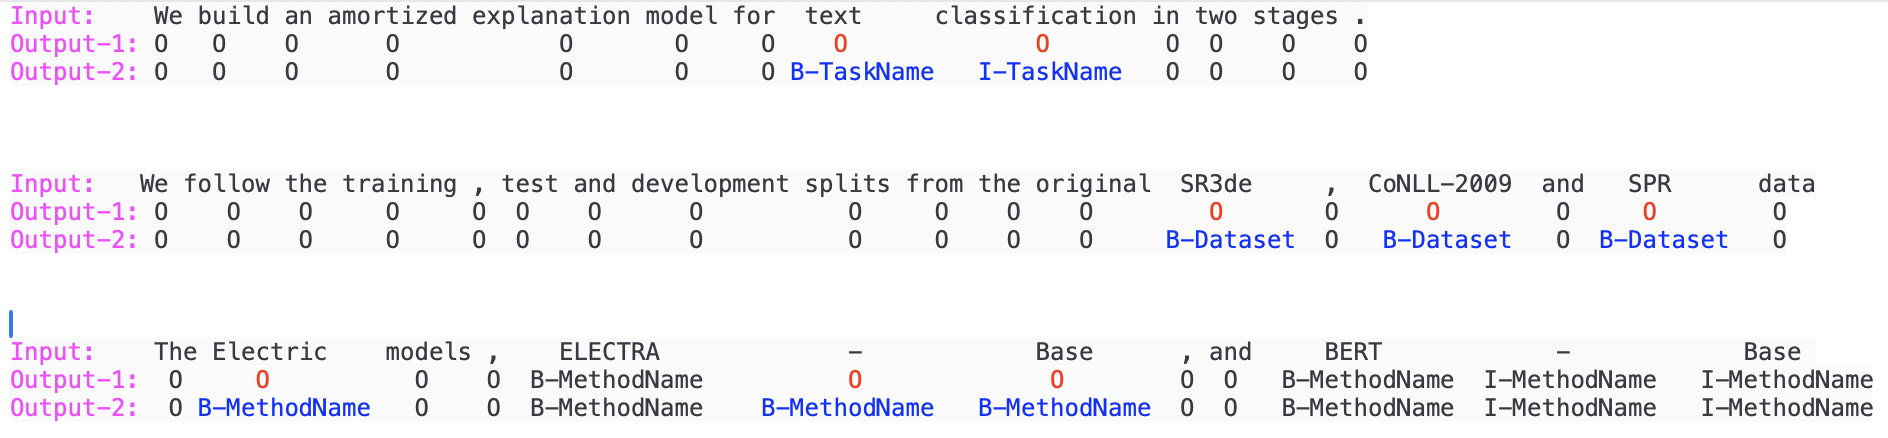 Input: We build an amortized explanation model for text classification in two stages .
Output-1: O O O O O O O O O O O O O
Output-2: O O O O O O O B-TaskName I-TaskName O O O O
Input: We follow the training , test and development splits from the original SR3de , CoNLL-2009 and SPR data
Output-1: O O O O O O O O O O O O O O O O O O
Output-2: O O O O O O O O O O O O B-Dataset O B-Dataset O B-Dataset O
Input: The Electric models , ELECTRA - Base , and BERT - Base
Output-1: O O O O B-MethodName O O O O B-MethodName I-MethodName I-MethodName
Output-2: O B-MethodName O O B-MethodName B-MethodName B-MethodName O O B-MethodName I-MethodName I-MethodName